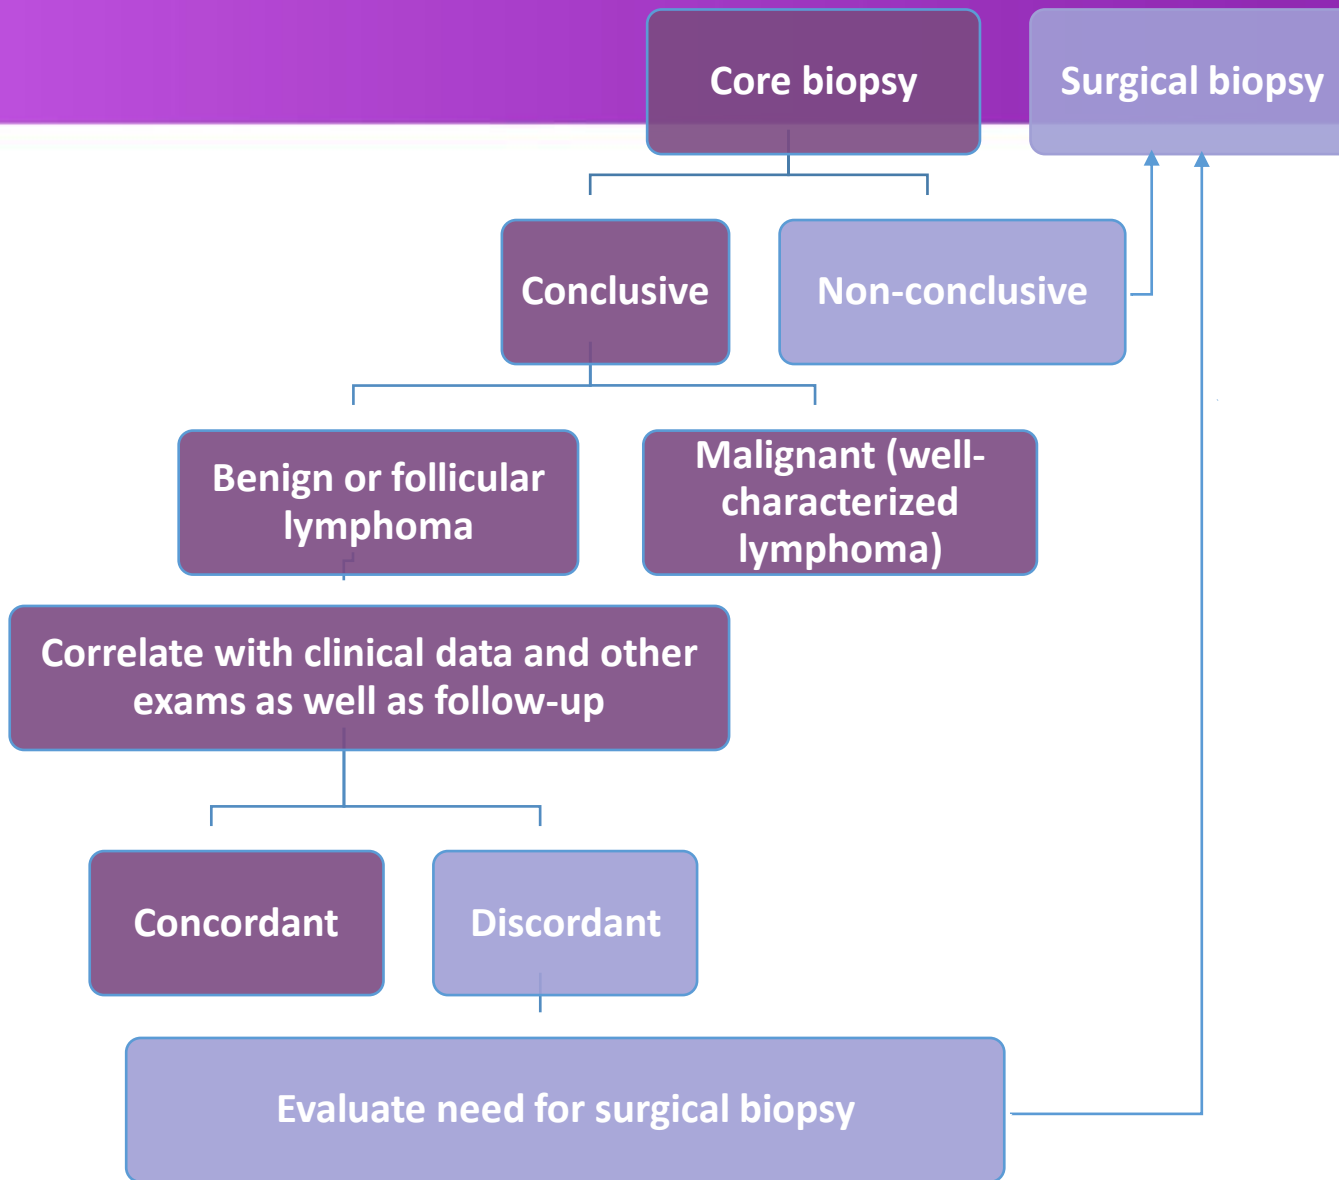 Core biopsy
Surgical biopsy
Conclusive
Non-conclusive
Benign or follicular
lymphoma
Malignant (well-
characterized
lymphoma)
Correlate with clinical data and other
exams as well as follow-up
Concordant
Discordant
Evaluate need for surgical biopsy